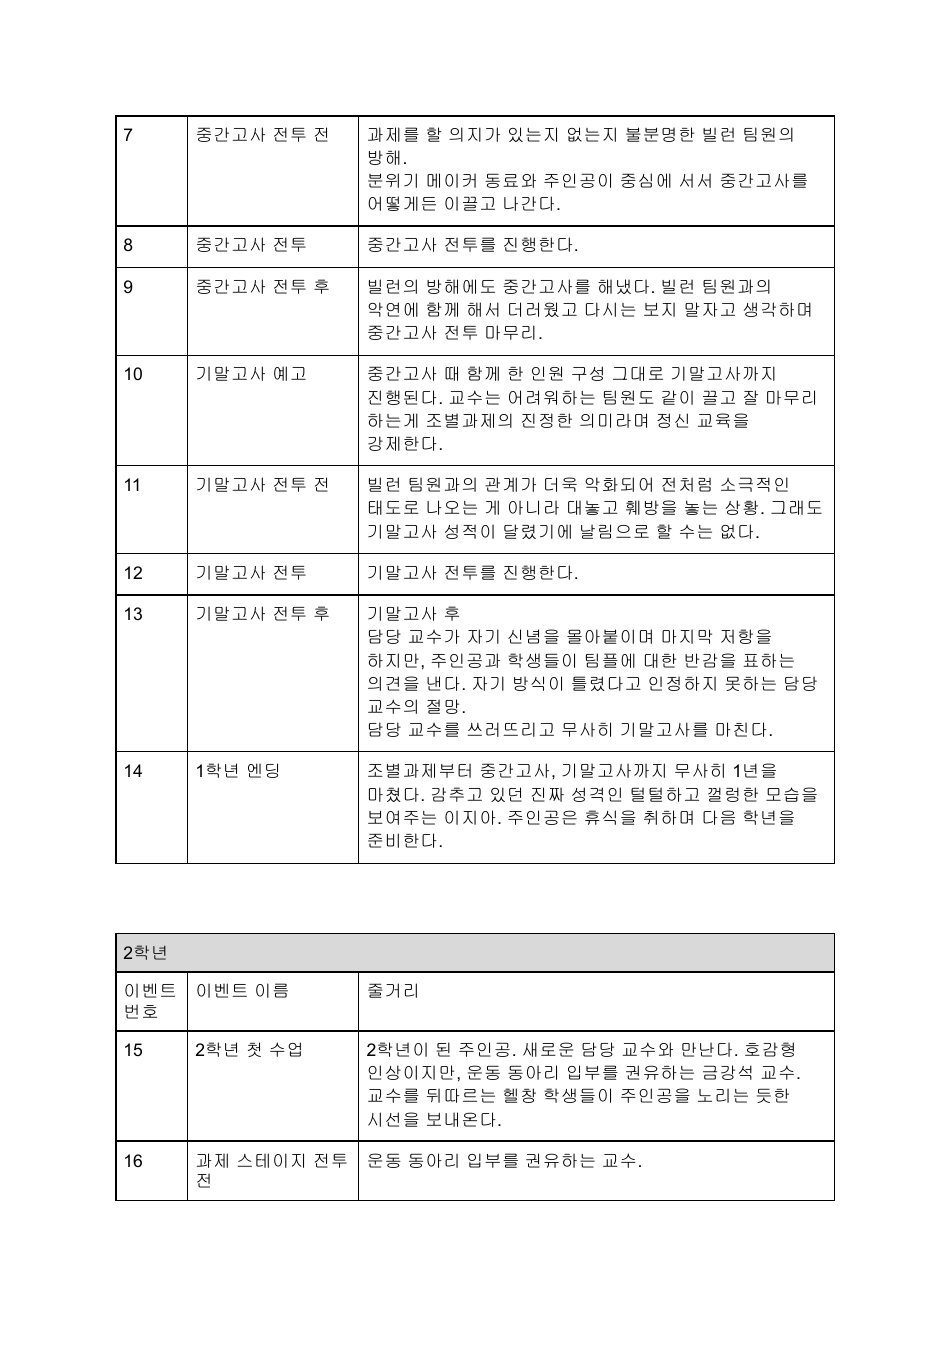 7 중간고사 전투 전 과제를 할 의지가 있는지 없는지 불분명한 빌런 팀원의
방해.
분위기 메이커 동료와 주인공이 중심에 서서 중간고사를
어떻게든 이끌고 나간다.
8 중간고사 전투 중간고사 전투를 진행한다.
9 중간고사 전투 후 빌런의 방해에도 중간고사를 해냈다. 빌런 팀원과의
악연에 함께 해서 더러웠고 다시는 보지 말자고 생각하며
중간고사 전투 마무리.
10 기말고사 예고 중간고사 때 함께 한 인원 구성 그대로 기말고사까지
진행된다. 교수는 어려워하는 팀원도 같이 끌고 잘 마무리
하는게 조별과제의 진정한 의미라며 정신 교육을
강제한다.
11 기말고사 전투 전 빌런 팀원과의 관계가 더욱 악화되어 전처럼 소극적인
태도로 나오는 게 아니라 대놓고 훼방을 놓는 상황. 그래도
기말고사 성적이 달렸기에 날림으로 할 수는 없다.
12 기말고사 전투 기말고사 전투를 진행한다.
13 기말고사 전투 후 기말고사 후
담당 교수가 자기 신념을 몰아붙이며 마지막 저항을
하지만, 주인공과 학생들이 팀플에 대한 반감을 표하는
의견을 낸다. 자기 방식이 틀렸다고 인정하지 못하는 담당
교수의 절망.
담당 교수를 쓰러뜨리고 무사히 기말고사를 마친다.
14 1학년 엔딩 조별과제부터 중간고사, 기말고사까지 무사히 1년을
마쳤다. 감추고 있던 진짜 성격인 털털하고 껄렁한 모습을
보여주는 이지아. 주인공은 휴식을 취하며 다음 학년을
준비한다.
2학년
이벤트 이벤트 이름 줄거리
번호
15 2학년 첫 수업 2학년이 된 주인공. 새로운 담당 교수와 만난다. 호감형
인상이지만, 운동 동아리 입부를 권유하는 금강석 교수.
교수를 뒤따르는 헬창 학생들이 주인공을 노리는 듯한
시선을 보내온다.
16 과제 스테이지 전투 운동 동아리 입부를 권유하는 교수.
전